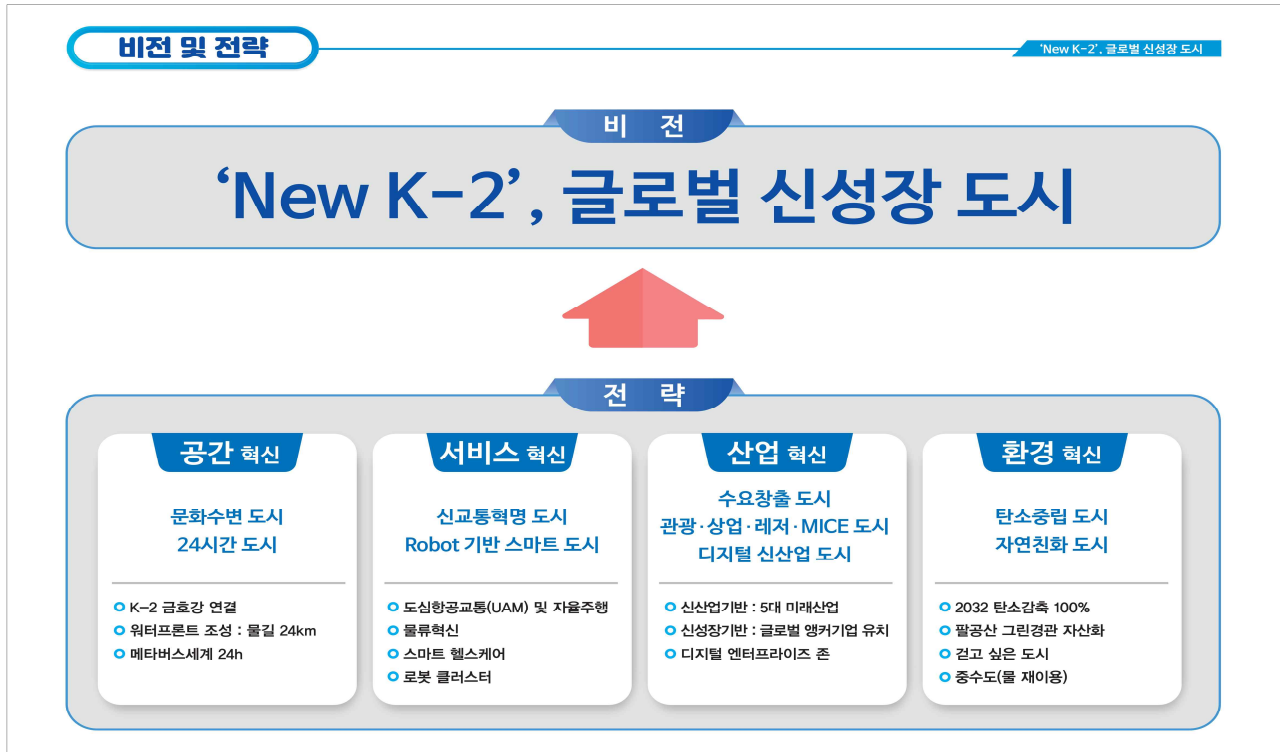 비전 및 전략
'New K-2', 글로벌 신성장 도시
비 전
‘New K-2’, 글로벌 신성장 도시
전 략
공간 혁신
문화수변 도시
24시간 도시
K-2 금호강 연결
워터프론트 조성 : 물길 24km
메타버스세계 24h
서비스 혁신
신교통혁명 도시
Robot 기반 스마트 도시
도심항공교통(UAM) 및 자율주행
물류혁신
스마트 헬스케어
로봇 클러스터
산업 혁신
수요창출 도시
관광·상업·레저·MICE 도시
디지털 신산업 도시
신산업기반 : 5대 미래산업
신성장기반 : 글로벌 앵커기업 유치
디지털 엔터프라이즈 존
환경 혁신
탄소중립 도시
자연친화 도시
2032 탄소감축 100%
팔공산 그린경관 자산화
걷고 싶은 도시
중수도(물 재이용)